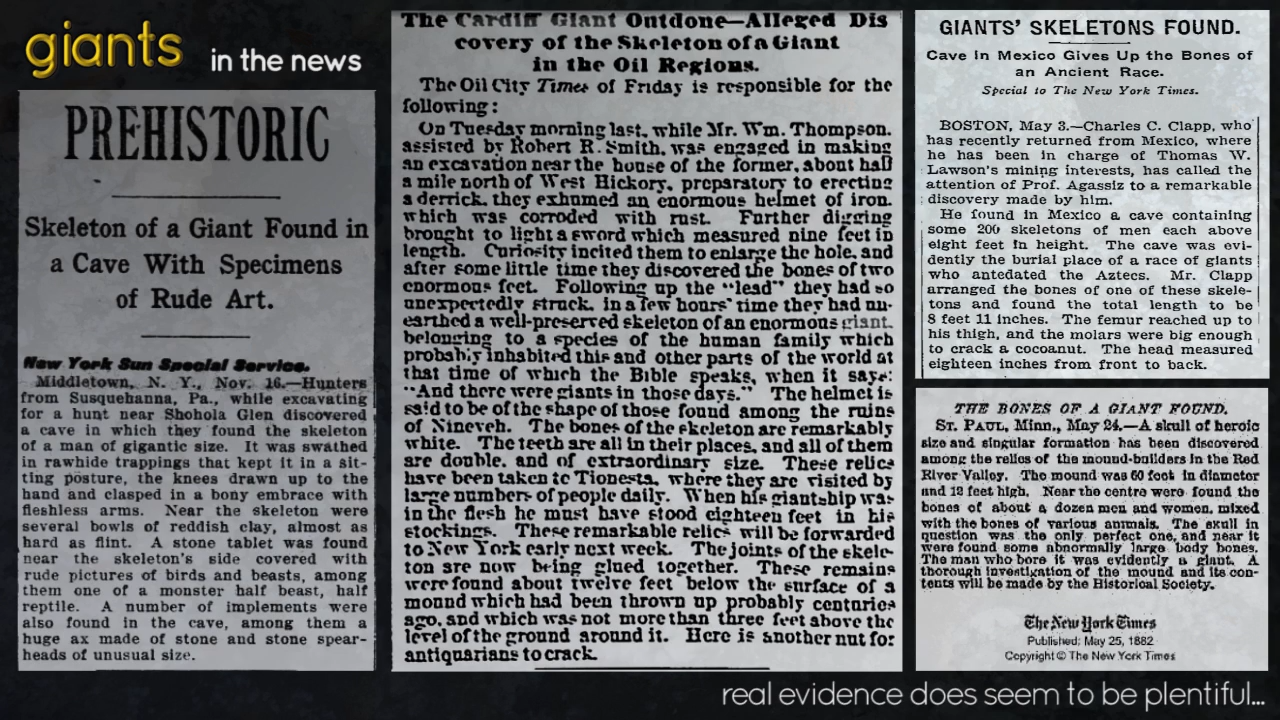 giants in the news
PREHISTORIC
Skeleton of a Giant Found in
a Cave With Specimens
of Rude Art.
New York Sun Special Service.
Middletown, N. Y., Nov. 16.—Hunters
from Susquehanna, Pa., while excavating
for a hunt near Shohola Glen discovered
a cave in which they found the skeleton
of a man of gigantic size. It was swathed
in rawhide trappings that kept it in a sit-
ting posture, the knees drawn up to the
hand and clasped in a bony embrace with
fleshless arms. Near the skeleton were
several bowls of reddish clay, almost as
hard as flint. A stone tablet was found
near the skeleton's side covered with
rude pictures of birds and beasts, among
them one of a monster half beast, half
reptile. A number of implements were
also found in the cave, among them a
huge ax made of stone and stone spear-
heads of unusual size.
The Cardiff Giant Outdone—Alleged Dis
covery of the Skeleton of a Giant
in the Oil Regions.
The Oil City Times of Friday is responsible for the
following:
On Tuesday morning last, while Mr. Wm. Thompson,
assisted by Robert R. Smith, was engaged in making
an excavation near the house of the former, about half
a mile north of West Hickory, preparatory to erecting
a derrick, they exhumed an enormous helmet of iron,
which was corroded with rust. Further digging
brought to light a sword which measured nine feet in
length. Curiosity incited them to enlarge the hole, and
after some little time they discovered the bones of two
enormous feet. Following up the "lead" they had so
unexpectedly struck, in a few hours' time they had un-
earthed a well-preserved skeleton of an enormous giant,
belonging to a species of the human family which
probably inhabited this and other parts of the world at
that time of which the Bible speaks, when it says:
"And there were giants in those days." The helmet is
said to be of the shape of those found among the ruins
of Nineveh. The bones of the skeleton are remarkably
white. The teeth are all in their places, and all of them
are double, and of extraordinary size. These relics
have been taken to Tionesta, where they are visited by
large numbers of people daily. When his giantship was
in the flesh he must have stood eighteen feet in his
stockings. These remarkable relics will be forwarded
to New York early next week. The joints of the skele-
ton are now being glued together. These remains
were found about twelve feet below the surface of a
mound which had been thrown up probably centuries
ago, and which was not more than three feet above the
level of the ground around it. Here is another nut for
antiquarians to crack.
GIANTS' SKELETONS FOUND.
Cave in Mexico Gives Up the Bones of
an Ancient Race.
Special to The New York Times.
BOSTON, May 3.—Charles C. Clapp, who
has recently returned from Mexico, where
he has been in charge of Thomas W.
Lawson's mining interests, has called the
attention of Prof. Agassiz to a remarkable
discovery made by him.
He found in Mexico a cave containing
some 200 skeletons of men each above
eight feet in height. The cave was evi-
dently the burial place of a race of giants
who antedated the Aztecs. Mr. Clapp
arranged the bones of one of these skele-
tons and found the total length to be
8 feet 11 inches. The femur reached up to
his thigh, and the molars were big enough
to crack a cocoanut. The head measured
eighteen inches from front to back.
THE BONES OF A GIANT FOUND.
ST. PAUL, Minn., May 24.—A skull of heroic
size and singular formation has been discovered
among the relics of the mound-builders in the Red
River Valley. The mound was 60 foot in diameter
and 12 feet high. Near the centre were found the
bones of about a dozen men and women, mixed
with the bones of various animals. The skull in
question was the only perfect one, and near it
were found some abnormally large body bones.
The man who bore it was evidently a giant. A
thorough investigation of the mound and its con-
tents will be made by the Historical Society.
The New York Times
Published: May 25, 1882
Copyright © The New York Times
real evidence does seem to be plentiful...